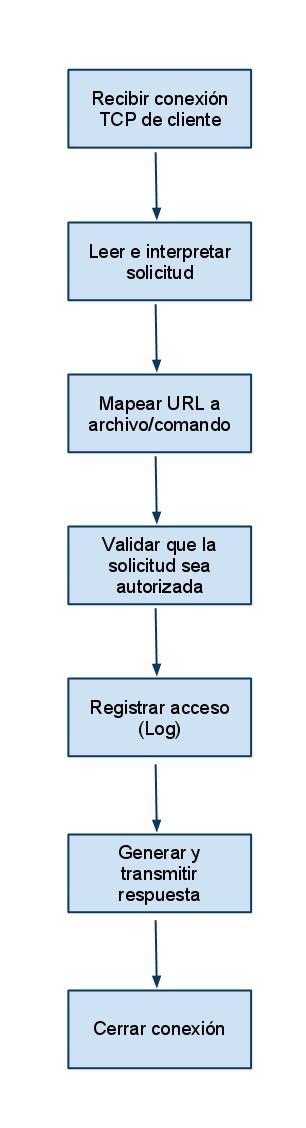 Recibir conexión
TCP de cliente
Leer e interpretar
solicitud
Mapear URL a
archivo/comando
Validar que la
solicitud sea
autorizada
Registrar acceso
(Log)
Generar y
transmitir
respuesta
Cerrar conexión